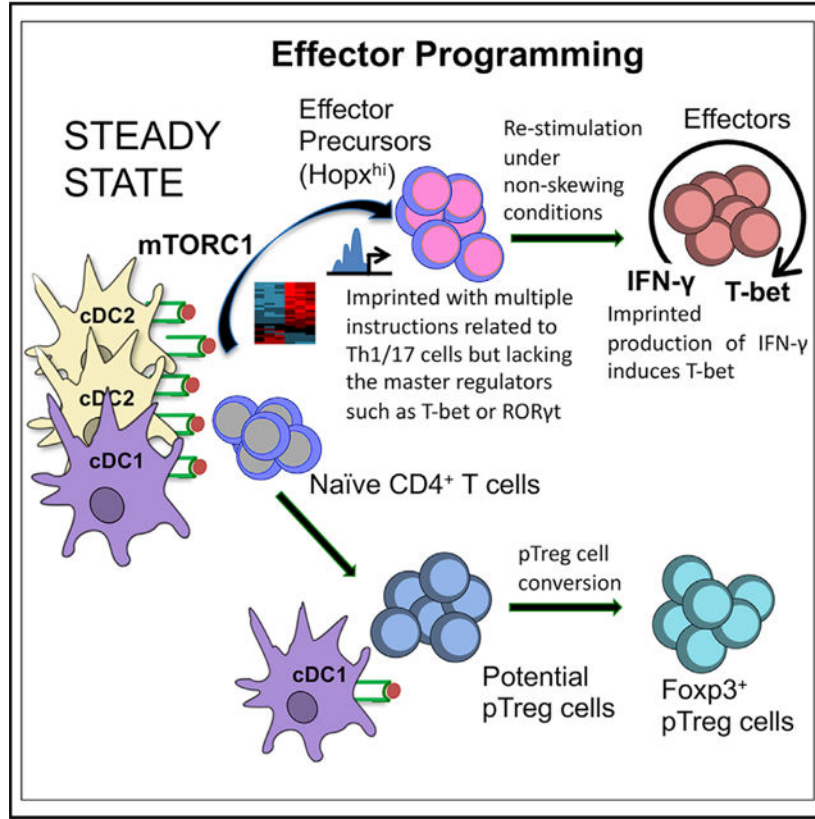 Effector Programming
STEADY
STATE
Effector
Precursors
(Hopxhi)
Re-stimulation
under
non-skewing
conditions
Effectors
mTORC1
IFN-γ
T-bet
Imprinted with multiple
instructions related to
Th1/17 cells but lacking
the master regulators
such as T-bet or RORγt
Imprinted
production of IFN-γ
induces T-bet
cDC2
cDC2
cDC1
Naïve CD4+ T cells
pTreg cell
conversion
cDC1
Potential
pTreg cells
Foxp3+
pTreg cells